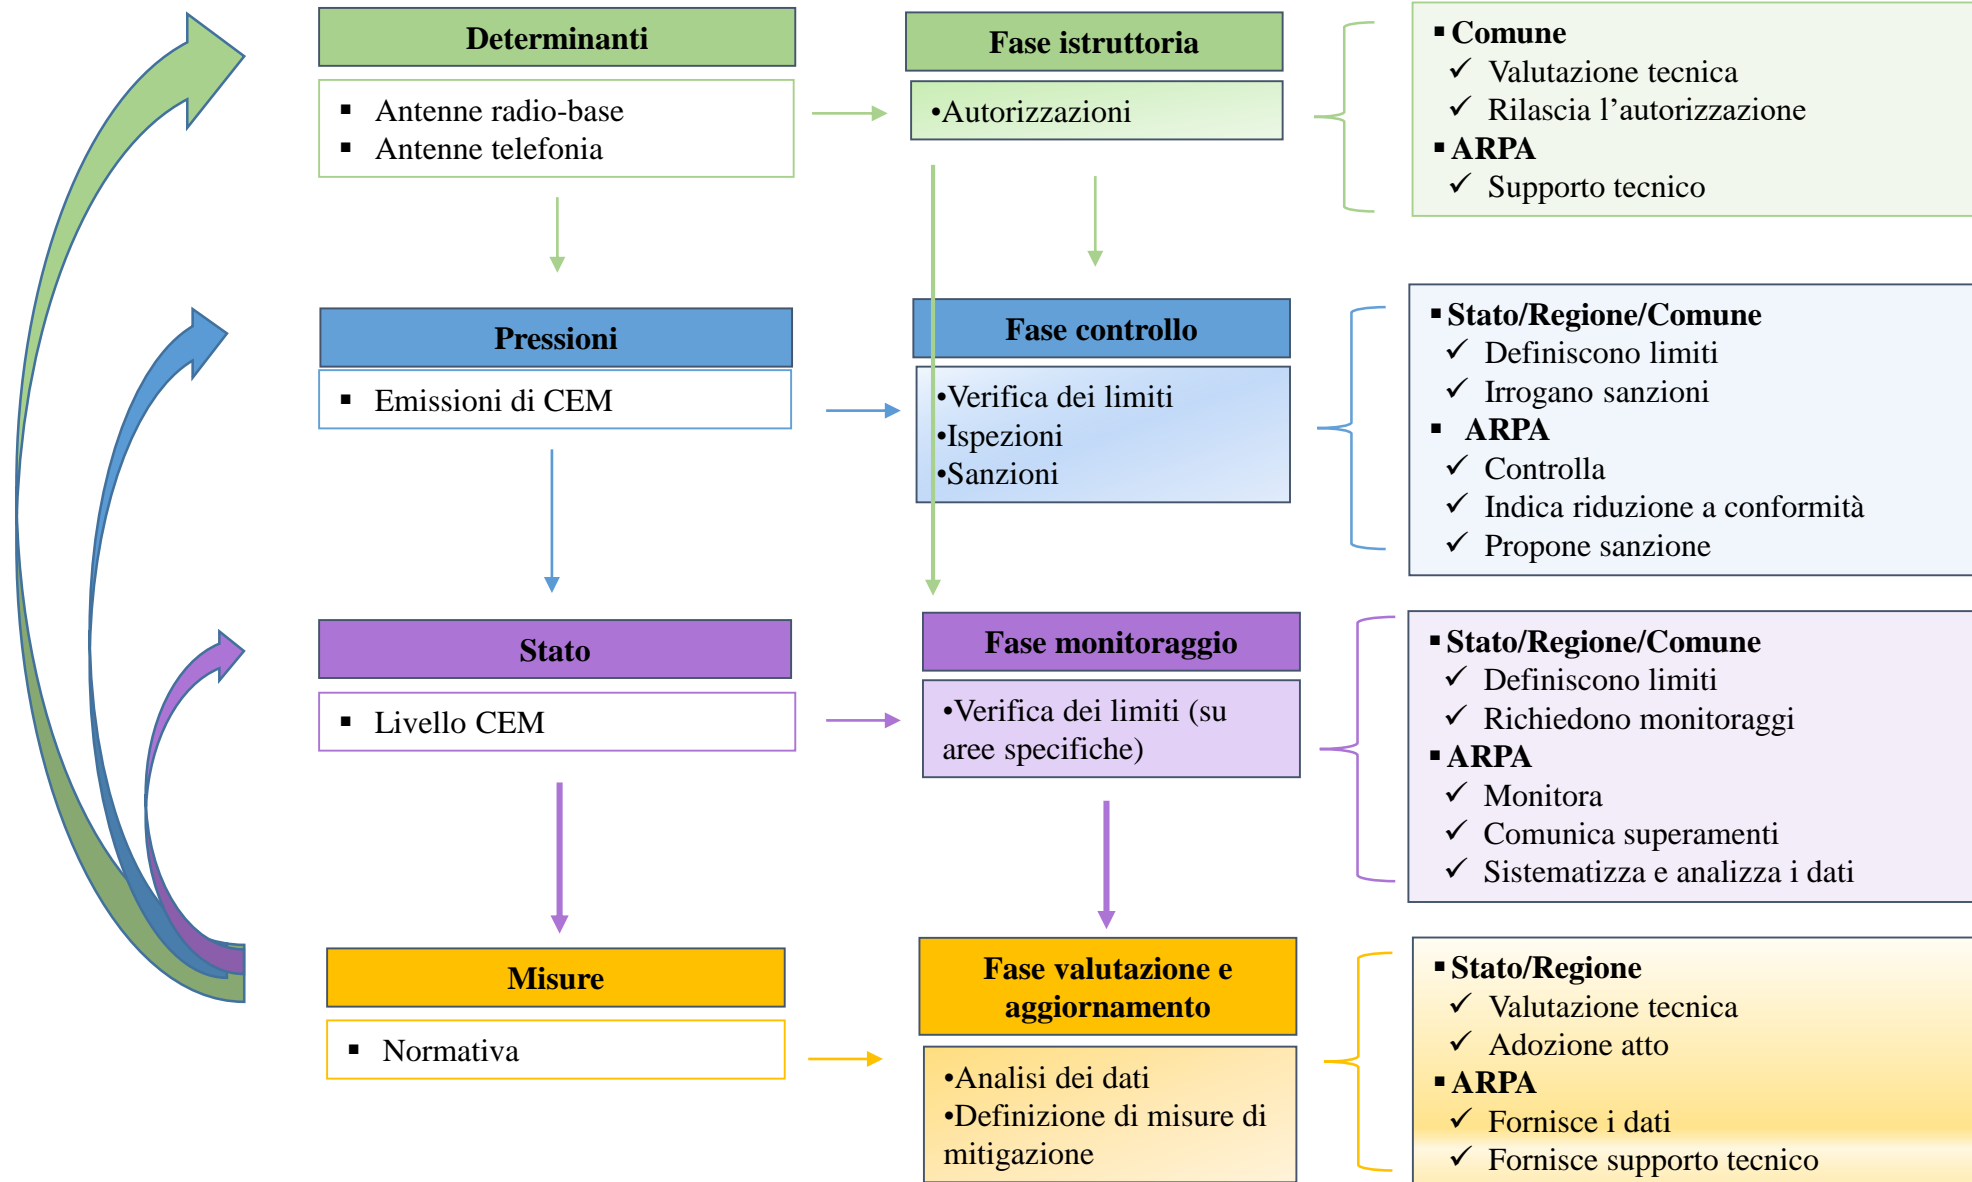 Determinanti
▪ Antenne radio-base
▪ Antenne telefonia
Fase istruttoria
•Autorizzazioni
▪Comune
✓ Valutazione tecnica
✓ Rilascia l’autorizzazione
▪ARPA
✓ Supporto tecnico
Pressioni
▪ Emissioni di CEM
Fase controllo
•Verifica dei limiti
•Ispezioni
•Sanzioni
▪Stato/Regione/Comune
✓ Definiscono limiti
✓ Irrogano sanzioni
▪ ARPA
✓ Controlla
✓ Indica riduzione a conformità
✓ Propone sanzione
Stato
▪ Livello CEM
Fase monitoraggio
•Verifica dei limiti (su
aree specifiche)
▪Stato/Regione/Comune
✓ Definiscono limiti
✓ Richiedono monitoraggi
▪ARPA
✓ Monitora
✓ Comunica superamenti
✓ Sistematizza e analizza i dati
Misure
▪ Normativa
Fase valutazione e
aggiornamento
•Analisi dei dati
•Definizione di misure di
mitigazione
▪Stato/Regione
✓ Valutazione tecnica
✓ Adozione atto
▪ARPA
✓ Fornisce i dati
✓ Fornisce supporto tecnico